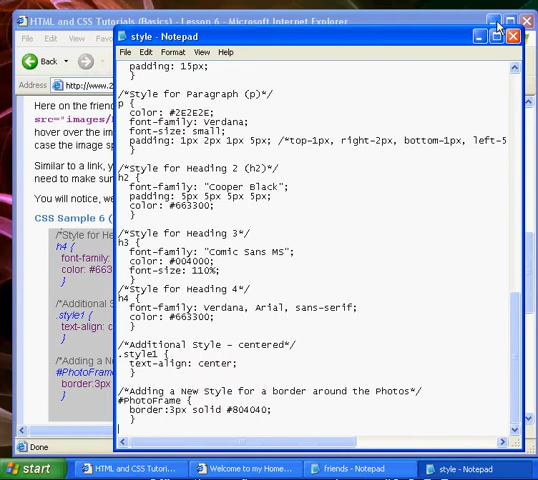 HTML and CSS Tutorials (Basics) - Lesson 6 - Microsoft Internet Explorer
style - Notepad
File Edit Format View Help
padding: 15px;
}
/*Style for Paragraph (p)*/
p {
color: #2E2E2E;
font-family: Verdana;
font-size: small;
padding: 1px 2px 1px 5px; /*top-1px, right-2px, bottom-1px, left-5
}
/*Style for Heading 2 (h2)*/
h2 {
font-family: "Cooper Black";
padding: 5px 5px 5px 5px;
color: #663300;
}
/*Style for Heading 3*/
h3 {
font-family: "Comic Sans MS";
color: #004000;
font-size: 110%;
}
/*Style for Heading 4*/
h4 {
font-family: Verdana, Arial, sans-serif;
color: #663300;
}
/*Additional Style - centered*/
.style1 {
text-align: center;
}
/*Adding a New Style for a border around the Photos*/
#PhotoFrame {
border:3px solid #804040;
}
File Edit
Back
Address http://www.2
Here on the friend
src="images/
hover over the im
case the image sp
Similar to a link, y
need to make sur
You will notice, we
CSS Sample 6 (
/*Style for He
h4 {
font-family:
color: #663
}
/*Additional S
.style1 {
text-align: c
}
/*Adding a N
#PhotoFrame
border:3px
}
Done
start
HTML and CSS Tutori...
Welcome to my Home...
friends - Notepad
style - Notepad